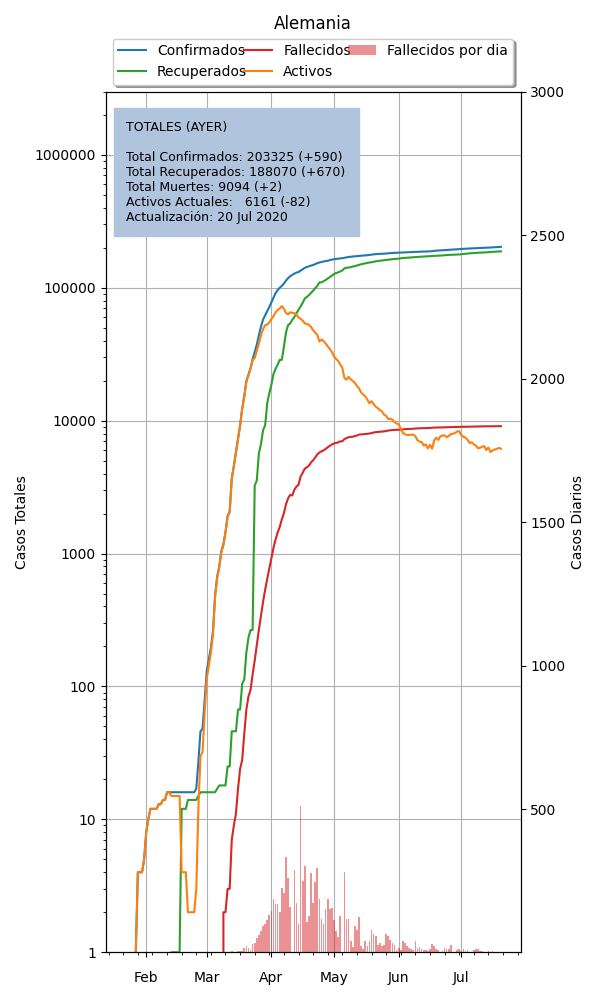 Alemania
Confirmados
Recuperados
Fallecidos
Activos
Fallecidos por dia
TOTALES (AYER)
Total Confirmados: 203325 (+590)
Total Recuperados: 188070 (+670)
Total Muertes: 9094 (+2)
Activos Actuales: 6161 (-82)
Actualización: 20 Jul 2020
Casos Totales
1000000
100000
10000
1000
100
10
1
3000
2500
2000
1500
1000
500
Casos Diarios
Feb Mar Apr May Jun Jul